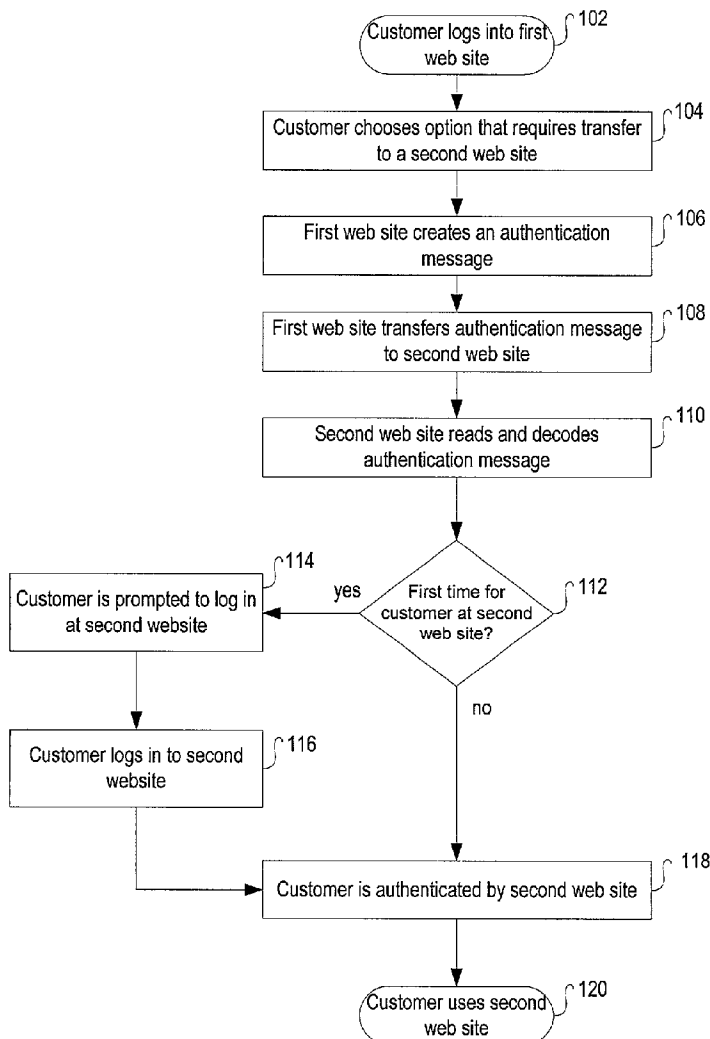 Customer logs into first
web site
102
Customer chooses option that requires transfer
to a second web site
104
First web site creates an authentication
message
106
First web site transfers authentication message
to second web site
108
Second web site reads and decodes
authentication message
110
First time for
customer at second
web site?
112
yes
no
Customer is prompted to log in
at second website
114
Customer logs in to second
website
116
Customer is authenticated by second web site
118
Customer uses second
web site
120